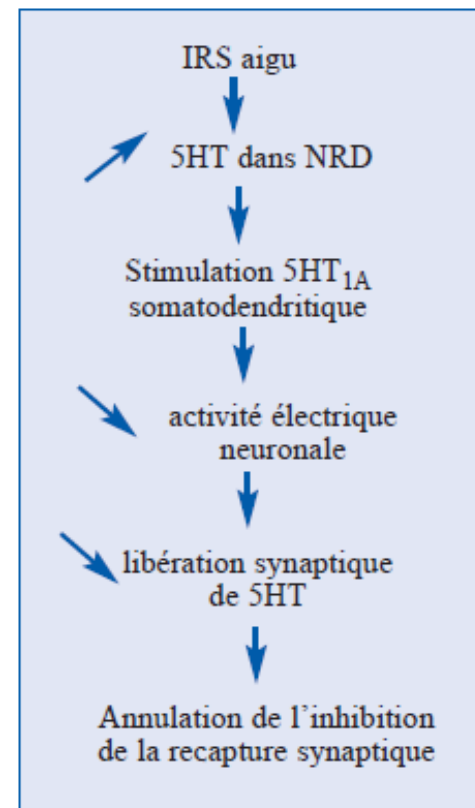 IRS aigu
5HT dans NRD
Stimulation 5HT1A
somatodendritique
activité électrique
neuronale
libération synaptique
de 5HT
Annulation de l’inhibition
de la recapture synaptique